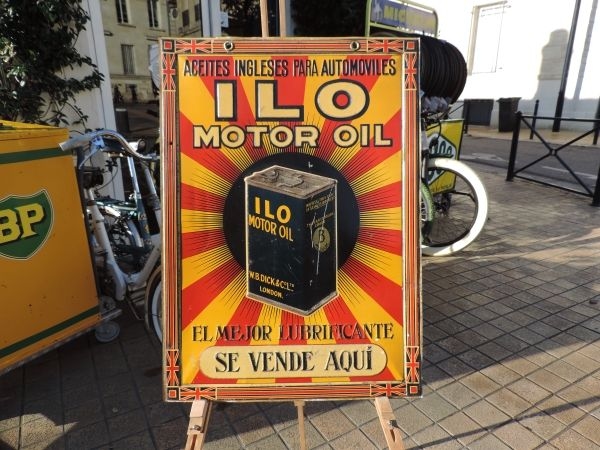 ACEITES INGLESES PARA AUTOMOVILES
ILO
MOTOR OIL
ILO
MOTOR OIL
W.B.DICK & Co LTD
LONDON.
EL MEJOR LUBRIFICANTE
SE VENDE AQUÍ
BP